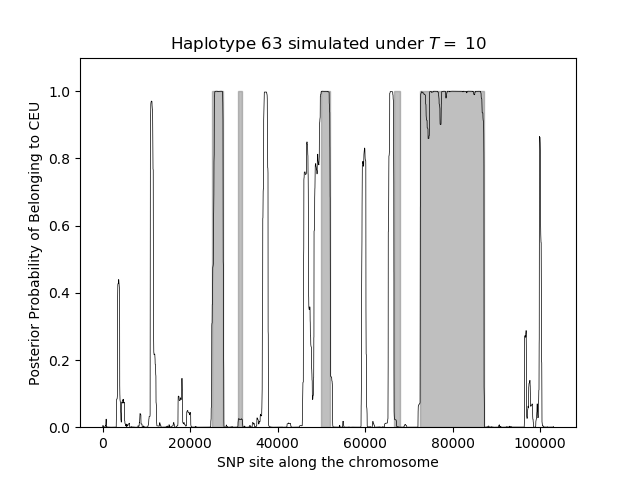 Haplotype 63 simulated under T = 10
Posterior Probability of Belonging to CEU
1.0
0.8
0.6
0.4
0.2
0.0
0 20000 40000 60000 80000 100000
SNP site along the chromosome